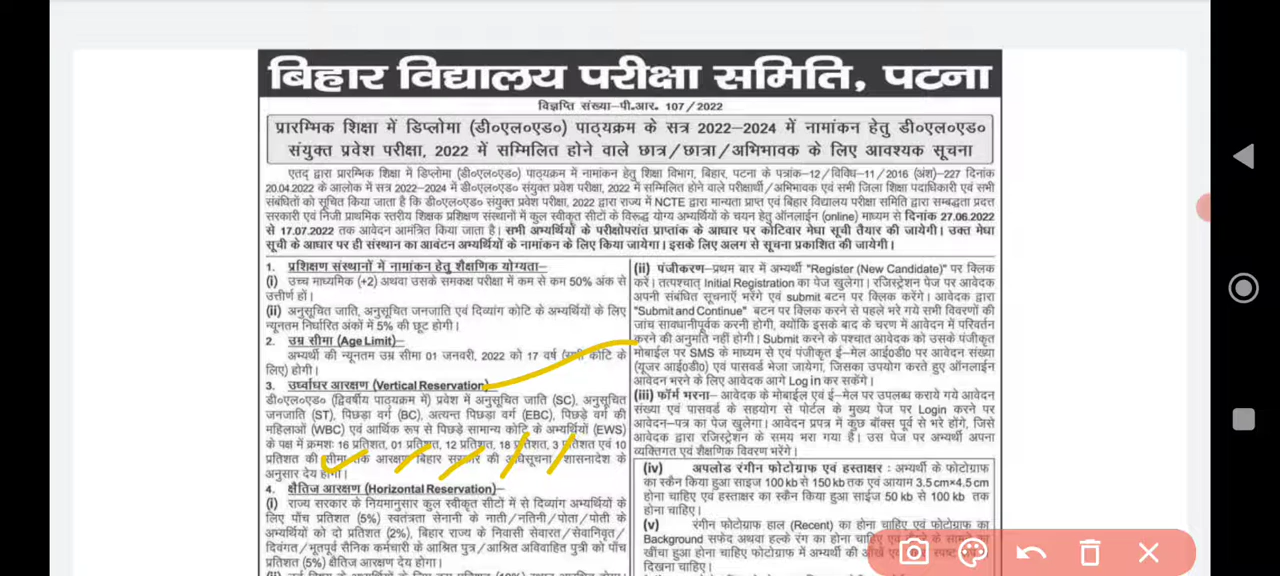 बिहार विद्यालय परीक्षा समिति, पटना
विज्ञप्ति संख्या-पी.आर. 107/2022
प्रारम्भिक शिक्षा में डिप्लोमा (डी०एल०एड०) पाठ्यक्रम के सत्र 2022-2024 में नामांकन हेतु डी०एल०एड०
संयुक्त प्रवेश परीक्षा, 2022 में सम्मिलित होने वाले छात्र/छात्रा/अभिभावक के लिए आवश्यक सूचना
एतद् द्वारा प्रारम्भिक शिक्षा में डिप्लोमा (डी०एल०एड०) पाठ्यक्रम में नामांकन हेतु शिक्षा विभाग, बिहार, पटना के पत्रांक-12/विविध-11/2016 (अंश)-227 दिनांक
20.04.2022 के आलोक में सत्र 2022-2024 में डी०एल०एड० संयुक्त प्रवेश परीक्षा, 2022 में सम्मिलित होने वाले परीक्षार्थी/अभिभावक एवं सभी जिला शिक्षा पदाधिकारी एवं सभी
संबंधितों को सूचित किया जाता है कि डी०एल०एड० संयुक्त प्रवेश परीक्षा, 2022 द्वारा राज्य में NCTE द्वारा मान्यता प्राप्त एवं बिहार विद्यालय परीक्षा समिति द्वारा सम्बद्धता प्रदत्त
सरकारी एवं निजी प्राथमिक स्तरीय शिक्षक प्रशिक्षण संस्थानों में कुल स्वीकृत सीटों के विरूद्ध योग्य अभ्यर्थियों के चयन हेतु ऑनलाईन (online) माध्यम से दिनांक 27.06.2022
से 17.07.2022 तक आवेदन आमंत्रित किया जाता है। सभी अभ्यर्थियों के परीक्षोपरांत प्राप्तांक के आधार पर कोटिवार मेधा सूची तैयार की जायेगी। उक्त मेधा
सूची के आधार पर ही संस्थान का आवंटन अभ्यर्थियों के नामांकन के लिए किया जायेगा। इसके लिए अलग से सूचना प्रकाशित की जायेगी।
1. प्रशिक्षण संस्थानों में नामांकन हेतु शैक्षणिक योग्यता-
(i) उच्च माध्यमिक (+2) अथवा उसके समकक्ष परीक्षा में कम से कम 50% अंक से
उत्तीर्ण हों।
(ii) अनुसूचित जाति, अनुसूचित जनजाति एवं दिव्यांग कोटि के अभ्यर्थियों के लिए
न्यूनतम निर्धारित अंकों में 5% की छूट होगी।
2. उम्र सीमा (Age Limit)-
अभ्यर्थी की न्यूनतम उम्र सीमा 01 जनवरी, 2022 को 17 वर्ष (सभी कोटि के
लिए) होगी।
3. उर्ध्वाधर आरक्षण (Vertical Reservation)-
डी०एल०एड० (द्विवर्षीय पाठ्यक्रम में) प्रवेश में अनुसूचित जाति (SC), अनुसूचित
जनजाति (ST), पिछड़ा वर्ग (BC), अत्यन्त पिछड़ा वर्ग (EBC), पिछड़े वर्ग की
महिलाओं (WBC) एवं आर्थिक रूप से पिछड़े सामान्य कोटि के अभ्यर्थियों (EWS)
के पक्ष में क्रमशः 16 प्रतिशत, 01 प्रतिशत, 12 प्रतिशत, 18 प्रतिशत, 3 प्रतिशत एवं 10
प्रतिशत की सीमा तक आरक्षण बिहार सरकार की अधिसूचना/शासनादेश के
अनुसार देय होगा।
4. क्षैतिज आरक्षण (Horizontal Reservation)-
(i) राज्य सरकार के नियमानुसार कुल स्वीकृत सीटों में से दिव्यांग अभ्यर्थियों के
लिए पाँच प्रतिशत (5%) स्वतंत्रता सेनानी के नाती/नतिनी/पोता/पोती के
अभ्यर्थियों को दो प्रतिशत (2%), बिहार राज्य के निवासी सेवारत/सेवानिवृत/
दिवंगत/भूतपूर्व सैनिक कर्मचारी के आश्रित पुत्र/आश्रित अविवाहित पुत्री को पाँच
प्रतिशत (5%) क्षैतिज आरक्षण देय होगा।
(ii) पंजीकरण-प्रथम बार में अभ्यर्थी "Register (New Candidate)" पर क्लिक
करें। तत्पश्चात् Initial Registration का पेज खुलेगा। रजिस्ट्रेशन पेज पर आवेदक
अपनी संबंधित सूचनाएँ भरेंगे एवं submit बटन पर क्लिक करेंगे। आवेदक द्वारा
"Submit and Continue" बटन पर क्लिक करने से पहले भरे गये सभी विवरणों की
जांच सावधानीपूर्वक करनी होगी, क्योंकि इसके बाद के चरण में आवेदन में परिवर्तन
करने की अनुमति नहीं होगी। Submit करने के पश्चात आवेदक को उसके पंजीकृत
मोबाईल पर SMS के माध्यम से एवं पंजीकृत ई-मेल आई०डी० पर आवेदन संख्या
(यूजर आई०डी०) एवं पासवर्ड भेजा जायेगा, जिसका उपयोग करते हुए ऑनलाईन
आवेदन भरने के लिए आवेदक आगे Log in कर सकेंगे।
(iii) फॉर्म भरना- आवेदक के मोबाईल एवं ई-मेल पर उपलब्ध कराये गये आवेदन
संख्या एवं पासवर्ड के सहयोग से पोर्टल के मुख्य पेज पर Login करने पर
आवेदन-पत्र का पेज खुलेगा। आवेदन प्रपत्र में कुछ बॉक्स पूर्व से भरे होंगे, जिसे
आवेदक द्वारा रजिस्ट्रेशन के समय भरा गया है। उस पेज पर अभ्यर्थी अपना
व्यक्तिगत एवं शैक्षणिक विवरण भरेंगे।
(iv) अपलोड रंगीन फोटोग्राफ एवं हस्ताक्षर : अभ्यर्थी के फोटोग्राफ
का स्कैन किया हुआ साइज 100 kb से 150 kb तक एवं आयाम 3.5 cm×4.5 cm
होना चाहिए एवं हस्ताक्षर का स्कैन किया हुआ साईज 50 kb से 100 kb तक
होना चाहिए।
(v) रंगीन फोटोग्राफ हाल (Recent) का होना चाहिए एवं फोटोग्राफ का
Background सफेद अथवा हल्के रंग का होना चाहिए
खींचा हुआ होना चाहिए फोटोग्राफ में अभ्यर्थी की
दिखना चाहिए।